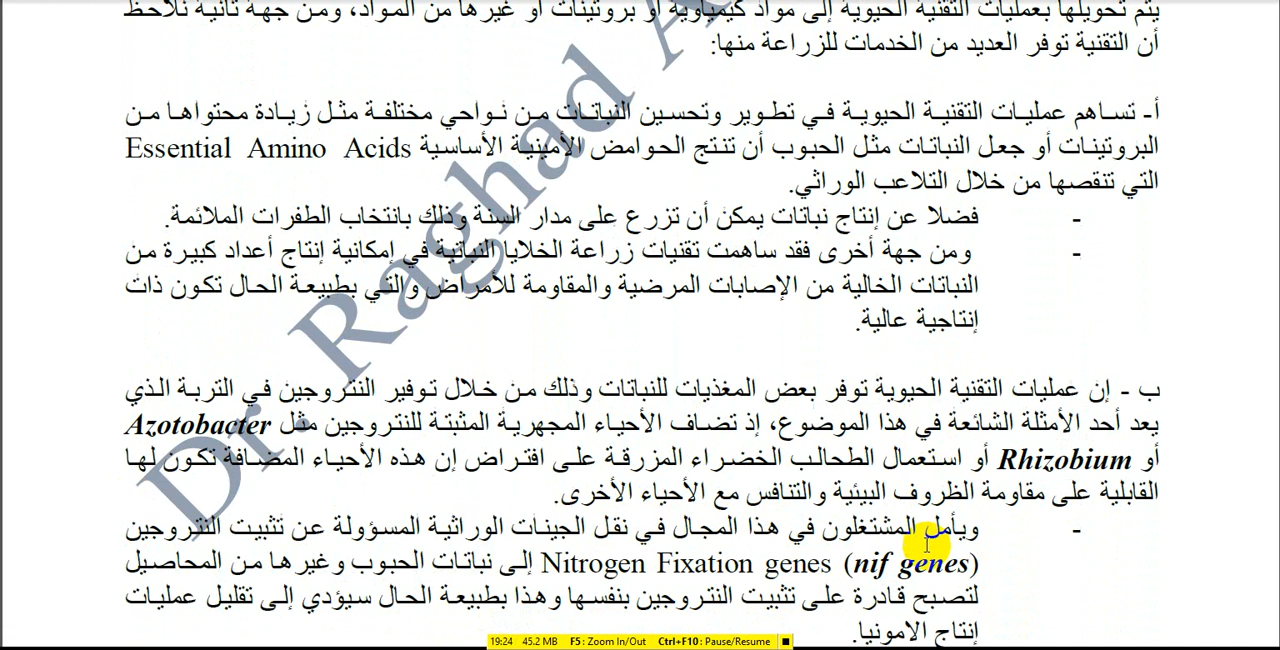 يتم تحويلها بعمليات التقنية الحيوية إلى مواد كيمياوية أو بروتينات أو غيرها من المواد، ومن جهة ثانية نلاحظ
أن التقنية توفر العديد من الخدمات للزراعة منها:
أ- تساهم عمليات التقنية الحيوية في تطوير وتحسين النباتات من نواحي مختلفة مثل زيادة محتواها من
البروتينات أو جعل النباتات مثل الحبوب أن تنتج الحوامض الأمينية الأساسية Essential Amino Acids
التي تنقصها من خلال التلاعب الوراثي.
- فضلا عن إنتاج نباتات يمكن أن تزرع على مدار السنة وذلك بانتخاب الطفرات الملائمة.
- ومن جهة أخرى فقد ساهمت تقنيات زراعة الخلايا النباتية في إمكانية إنتاج أعداد كبيرة من
النباتات الخالية من الإصابات المرضية والمقاومة للأمراض والتي بطبيعة الحال تكون ذات
إنتاجية عالية.
ب - إن عمليات التقنية الحيوية توفر بعض المغذيات للنباتات وذلك من خلال توفير النتروجين في التربة الذي
يعد أحد الأمثلة الشائعة في هذا الموضوع، إذ تضاف الأحياء المجهرية المثبتة للنتروجين مثل Azotobacter
أو Rhizobium أو استعمال الطحالب الخضراء المزرقة على افتراض إن هذه الأحياء المضافة تكون لها
القابلية على مقاومة الظروف البيئية والتنافس مع الأحياء الأخرى.
- ويأمل المشتغلون في هذا المجال في نقل الجينات الوراثية المسؤولة عن تثبيت النتروجين
Nitrogen Fixation genes (nif genes) إلى نباتات الحبوب وغيرها من المحاصيل
لتصبح قادرة على تثبيت النتروجين بنفسها وهذا بطبيعة الحال سيؤدي إلى تقليل عمليات
إنتاج الامونيا.
Dr. Raghad A
19:24 45.2 MB F5: Zoom In/Out Ctrl+F10: Pause/Resume